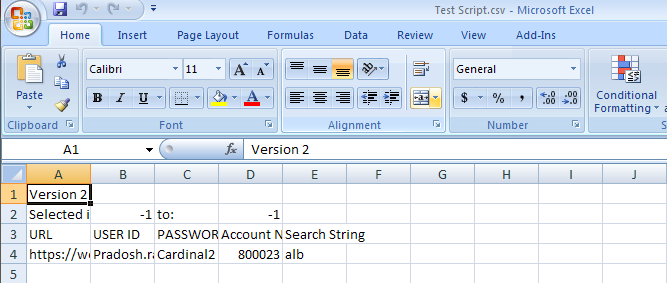 Test Script.csv - Microsoft Excel
Home Insert Page Layout Formulas Data Review View Add-Ins
Paste
Calibri 11 A A
B I U A
General
$ % , .0 .00 .00 .0
Conditional
Formatting
Clipboard Font Alignment Number
A1 fx Version 2
A B C D E F G H I J
1 Version 2
2 Selected i -1 to: -1
3 URL USER ID PASSWOR Account N Search String
4 https://we Pradosh.ra Cardinal2 800023 alb
5